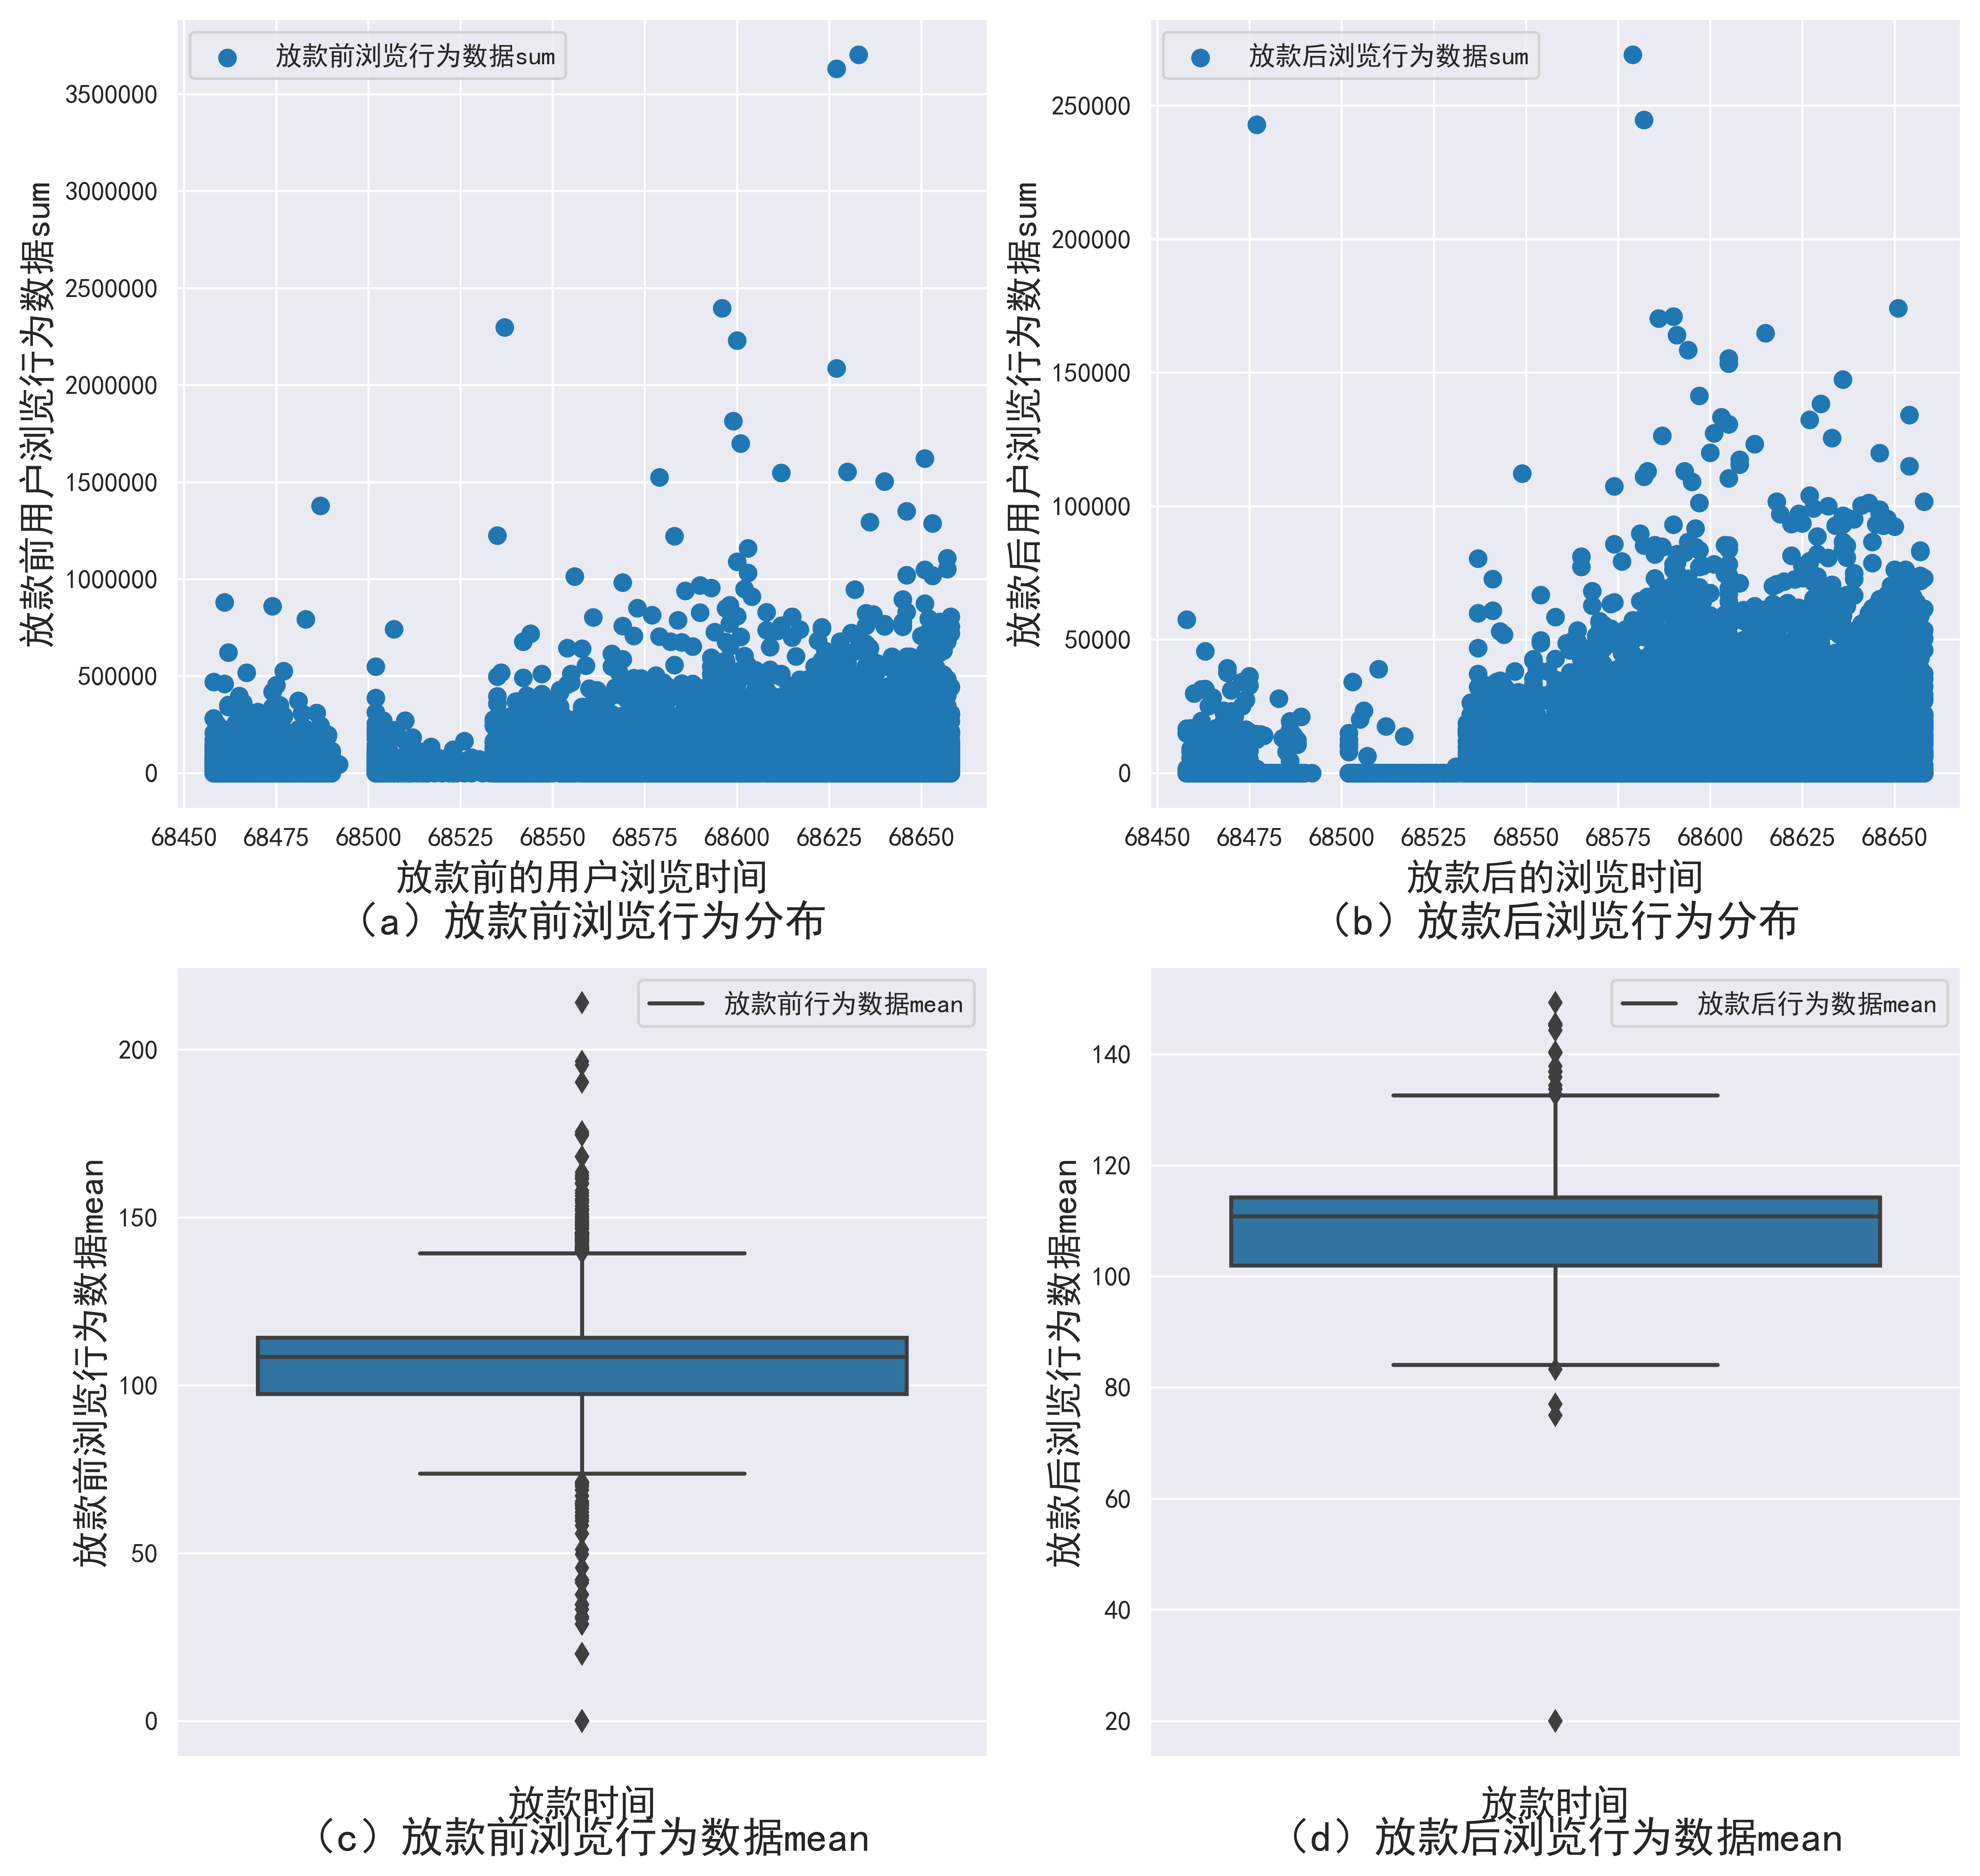 放款前浏览行为数据sum
放款前用户浏览行为数据sum
3500000
3000000
2500000
2000000
1500000
1000000
500000
0
68450 68475 68500 68525 68550 68575 68600 68625 68650
放款前的用户浏览时间
（a）放款前浏览行为分布
放款后浏览行为数据sum
放款后用户浏览行为数据sum
250000
200000
150000
100000
50000
0
68450 68475 68500 68525 68550 68575 68600 68625 68650
放款后的浏览时间
（b）放款后浏览行为分布
放款前行为数据mean
放款前浏览行为数据mean
200
150
100
50
0
放款时间
（c）放款前浏览行为数据mean
放款后行为数据mean
放款后浏览行为数据mean
140
120
100
80
60
40
20
放款时间
（d）放款后浏览行为数据mean